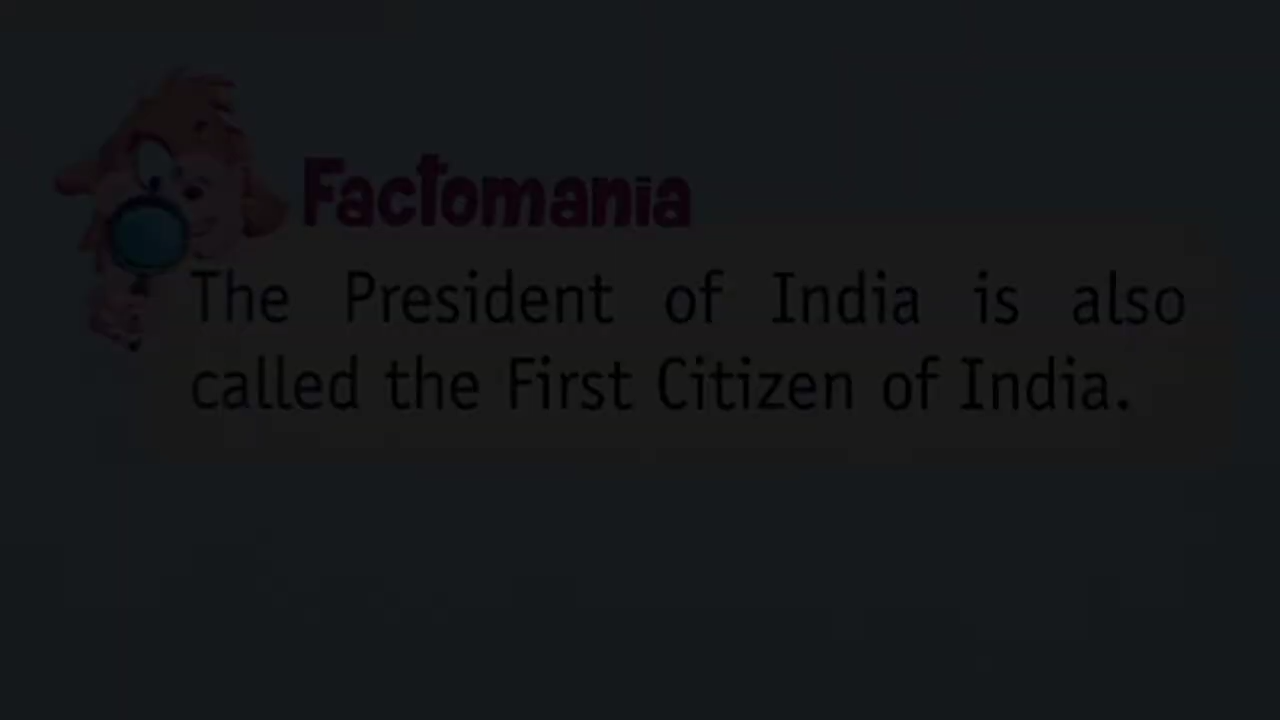 Factomania
The President of India is also
called the First Citizen of India.